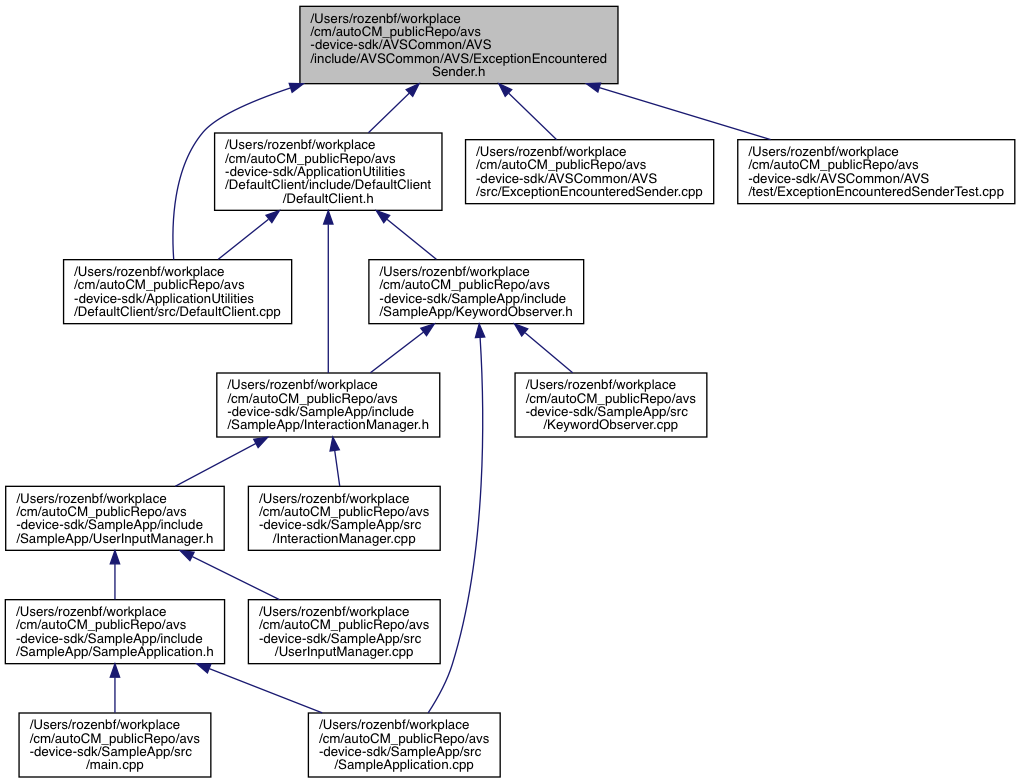 /Users/rozenbf/workplace
/cm/autoCM_publicRepo/avs
-device-sdk/AVSCommon/AVS
/include/AVSCommon/AVS/ExceptionEncountered
Sender.h
/Users/rozenbf/workplace
/cm/autoCM_publicRepo/avs
-device-sdk/ApplicationUtilities
/DefaultClient/include/DefaultClient
/DefaultClient.h
/Users/rozenbf/workplace
/cm/autoCM_publicRepo/avs
-device-sdk/AVSCommon/AVS
/src/ExceptionEncounteredSender.cpp
/Users/rozenbf/workplace
/cm/autoCM_publicRepo/avs
-device-sdk/AVSCommon/AVS
/test/ExceptionEncounteredSenderTest.cpp
/Users/rozenbf/workplace
/cm/autoCM_publicRepo/avs
-device-sdk/ApplicationUtilities
/DefaultClient/src/DefaultClient.cpp
/Users/rozenbf/workplace
/cm/autoCM_publicRepo/avs
-device-sdk/SampleApp/include
/SampleApp/KeywordObserver.h
/Users/rozenbf/workplace
/cm/autoCM_publicRepo/avs
-device-sdk/SampleApp/include
/SampleApp/InteractionManager.h
/Users/rozenbf/workplace
/cm/autoCM_publicRepo/avs
-device-sdk/SampleApp/src
/KeywordObserver.cpp
/Users/rozenbf/workplace
/cm/autoCM_publicRepo/avs
-device-sdk/SampleApp/include
/SampleApp/UserInputManager.h
/Users/rozenbf/workplace
/cm/autoCM_publicRepo/avs
-device-sdk/SampleApp/src
/InteractionManager.cpp
/Users/rozenbf/workplace
/cm/autoCM_publicRepo/avs
-device-sdk/SampleApp/include
/SampleApp/SampleApplication.h
/Users/rozenbf/workplace
/cm/autoCM_publicRepo/avs
-device-sdk/SampleApp/src
/UserInputManager.cpp
/Users/rozenbf/workplace
/cm/autoCM_publicRepo/avs
-device-sdk/SampleApp/src
/main.cpp
/Users/rozenbf/workplace
/cm/autoCM_publicRepo/avs
-device-sdk/SampleApp/src
/SampleApplication.cpp